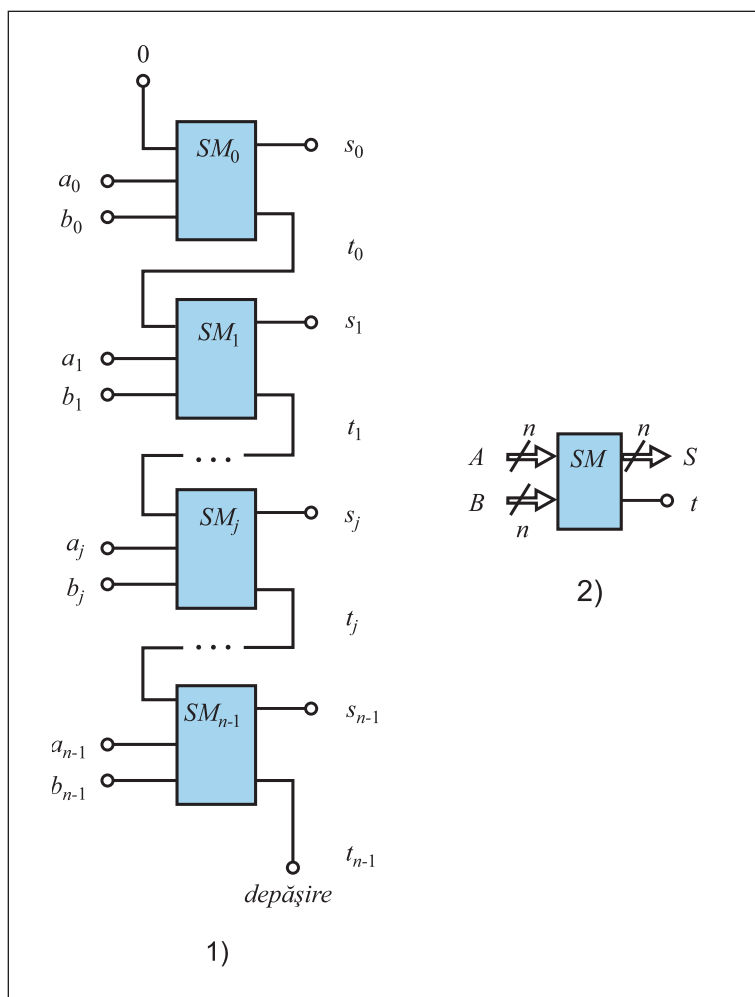 0
SM₀ s₀
a₀
b₀
t₀
SM₁ s₁
a₁
b₁
t₁
...
SMⱼ sⱼ
aⱼ
bⱼ
tⱼ
...
SMₙ₋₁ sₙ₋₁
aₙ₋₁
bₙ₋₁
tₙ₋₁
depăşire
1)
n n
A SM S
B t
n
2)